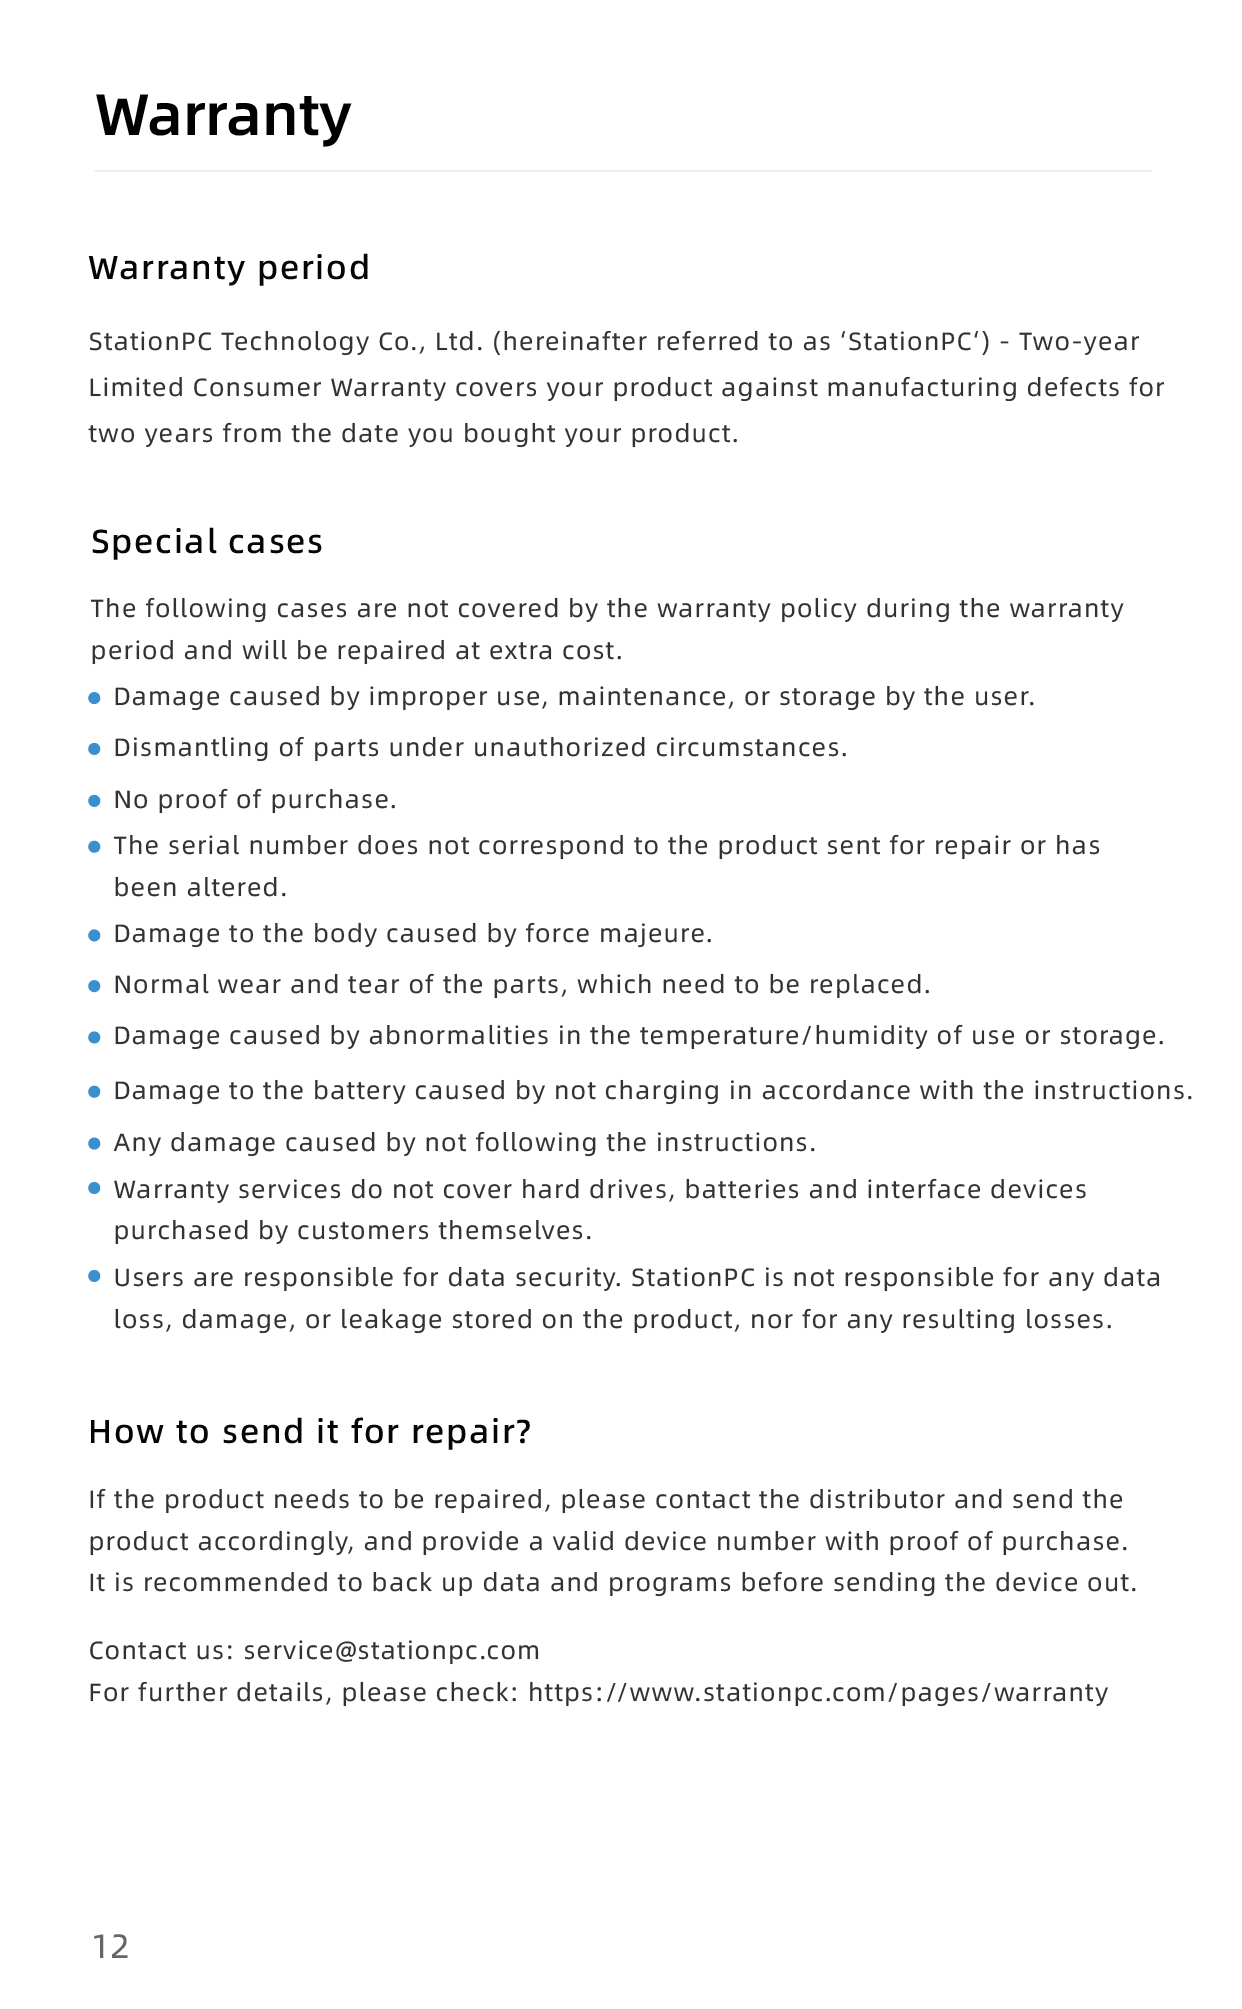 Warranty
Warranty period
StationPC Technology Co., Ltd. (hereinafter referred to as ‘StationPC‘) - Two-year
Limited Consumer Warranty covers your product against manufacturing defects for
two years from the date you bought your product.
Special cases
The following cases are not covered by the warranty policy during the warranty
period and will be repaired at extra cost.
● Damage caused by improper use, maintenance, or storage by the user.
● Dismantling of parts under unauthorized circumstances.
● No proof of purchase.
● The serial number does not correspond to the product sent for repair or has
been altered.
● Damage to the body caused by force majeure.
● Normal wear and tear of the parts, which need to be replaced.
● Damage caused by abnormalities in the temperature/humidity of use or storage.
● Damage to the battery caused by not charging in accordance with the instructions.
● Any damage caused by not following the instructions.
● Warranty services do not cover hard drives, batteries and interface devices
purchased by customers themselves.
● Users are responsible for data security. StationPC is not responsible for any data
loss, damage, or leakage stored on the product, nor for any resulting losses.
How to send it for repair?
If the product needs to be repaired, please contact the distributor and send the
product accordingly, and provide a valid device number with proof of purchase.
It is recommended to back up data and programs before sending the device out.
Contact us: service@stationpc.com
For further details, please check: https://www.stationpc.com/pages/warranty
12